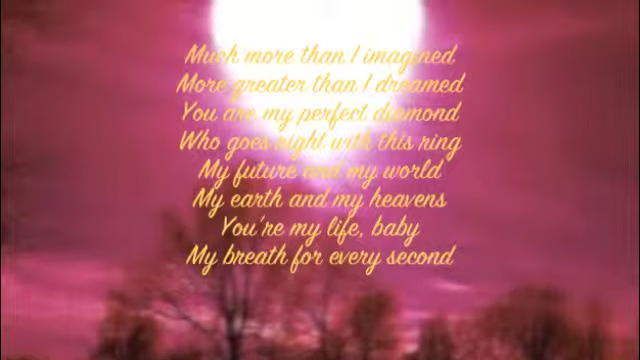 Much more than I imagined
More greater than I dreamed
You are my perfect diamond
Who goes eight with this ring
My future and my world
My earth and my heavens
You're my life, baby
My breath for every second